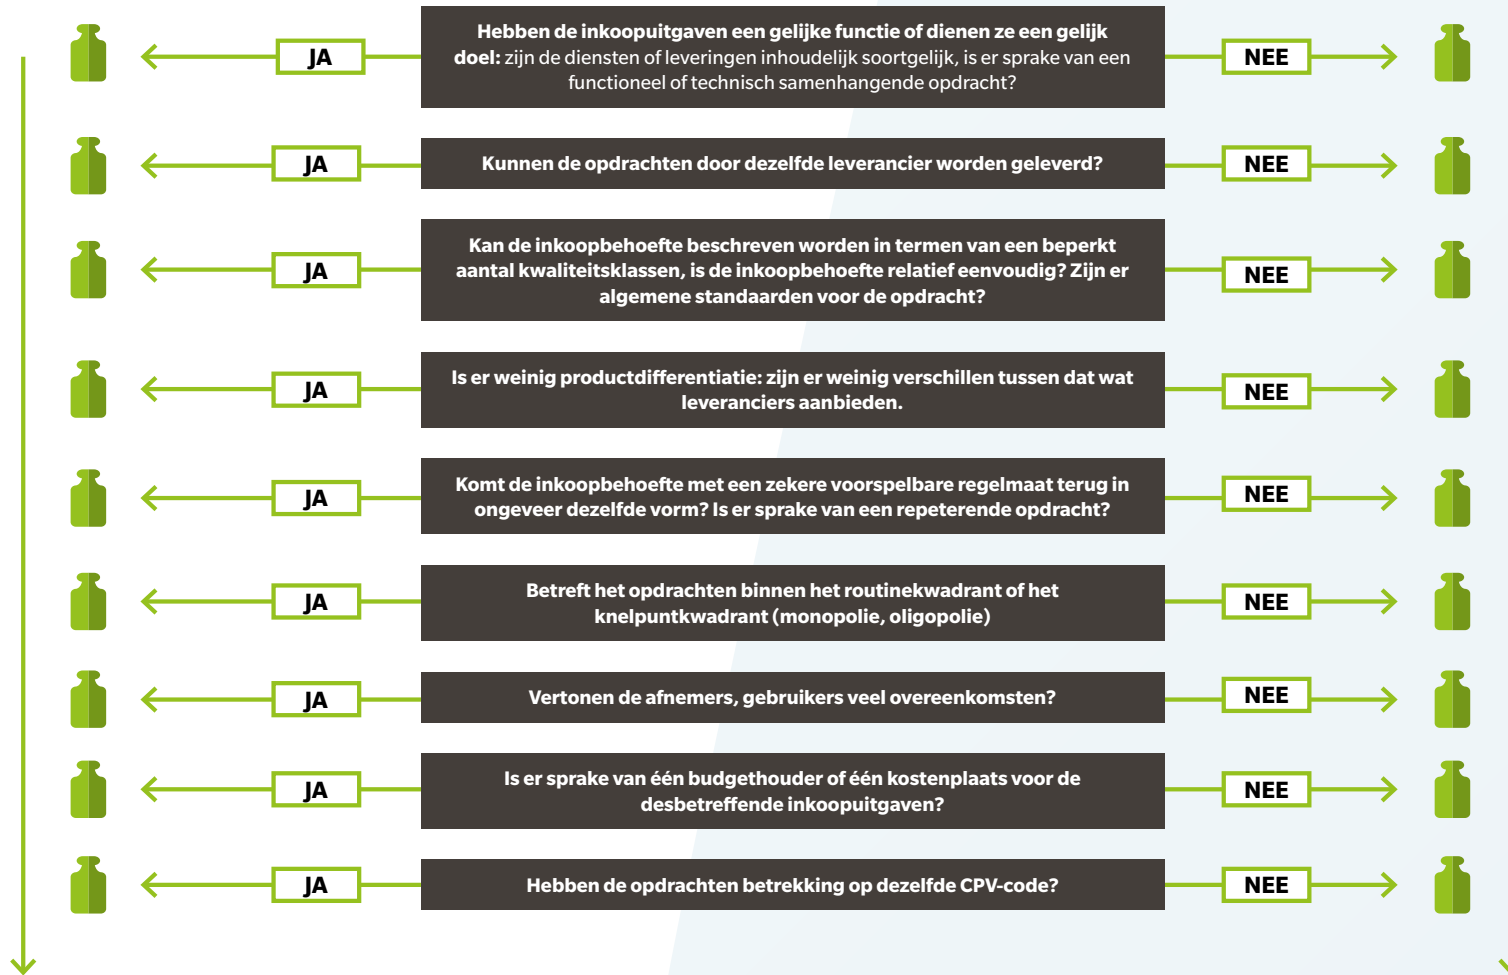 Hebben de inkoopuitgaven een gelijke functie of dienen ze een gelijk
doel: zijn de diensten of leveringen inhoudelijk soortgelijk, is er sprake van een
functioneel of technisch samenhangende opdracht?
JA
NEE
Kunnen de opdrachten door dezelfde leverancier worden geleverd?
JA
NEE
Kan de inkoopbehoefte beschreven worden in termen van een beperkt
aantal kwaliteitsklassen, is de inkoopbehoefte relatief eenvoudig? Zijn er
algemene standaarden voor de opdracht?
JA
NEE
Is er weinig productdifferentiatie: zijn er weinig verschillen tussen dat wat
leveranciers aanbieden.
JA
NEE
Komt de inkoopbehoefte met een zekere voorspelbare regelmaat terug in
ongeveer dezelfde vorm? Is er sprake van een repeterende opdracht?
JA
NEE
Betreft het opdrachten binnen het routinekwadrant of het
knelpuntkwadrant (monopolie, oligopolie)
JA
NEE
Vertonen de afnemers, gebruikers veel overeenkomsten?
JA
NEE
Is er sprake van één budgethouder of één kostenplaats voor de
desbetreffende inkoopuitgaven?
JA
NEE
Hebben de opdrachten betrekking op dezelfde CPV-code?
JA
NEE